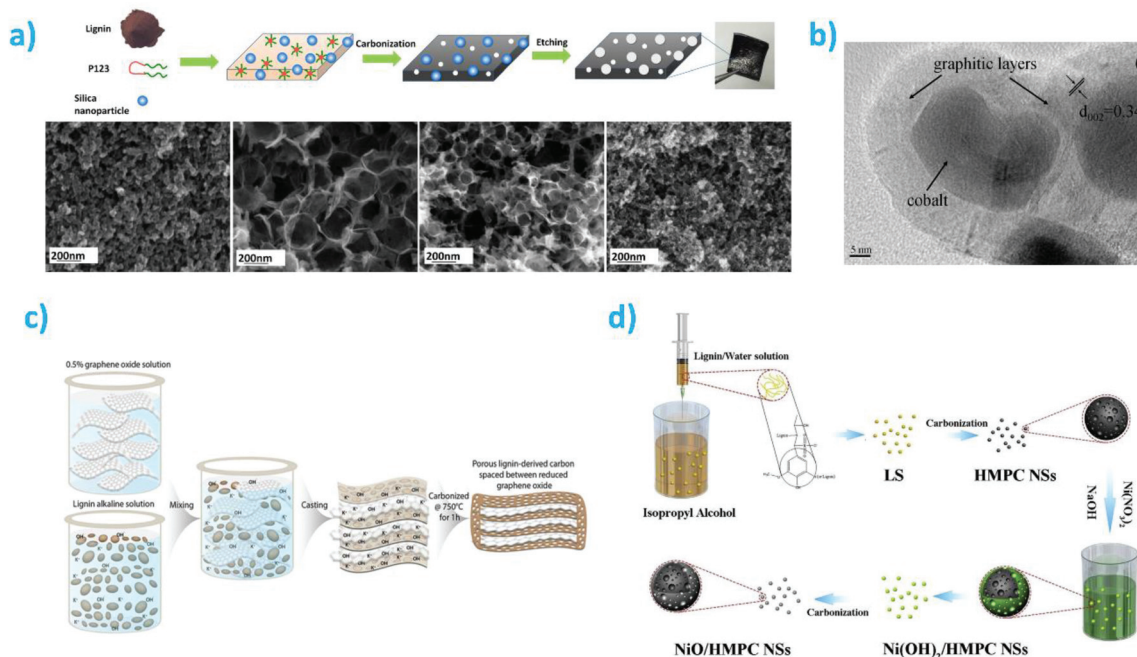 a)
Lignin
P123
Silica
nanoparticle
Carbonization
Etching
200nm
200nm
200nm
200nm
b)
graphitic layers
d002=0.34
cobalt
5 nm
c)
0.5% graphene oxide solution
Lignin alkaline solution
OH
Mixing
Casting
K+
OH
Carbonized
@ 750°C
for 1h
Porous lignin-derived carbon
spaced between reduced
graphene oxide
d)
Lignin/Water solution
Isopropyl Alcohol
LS
Carbonization
HMPC NSs
Ni(NO3)2
NaOH
Ni(OH)2/HMPC NSs
Carbonization
NiO/HMPC NSs